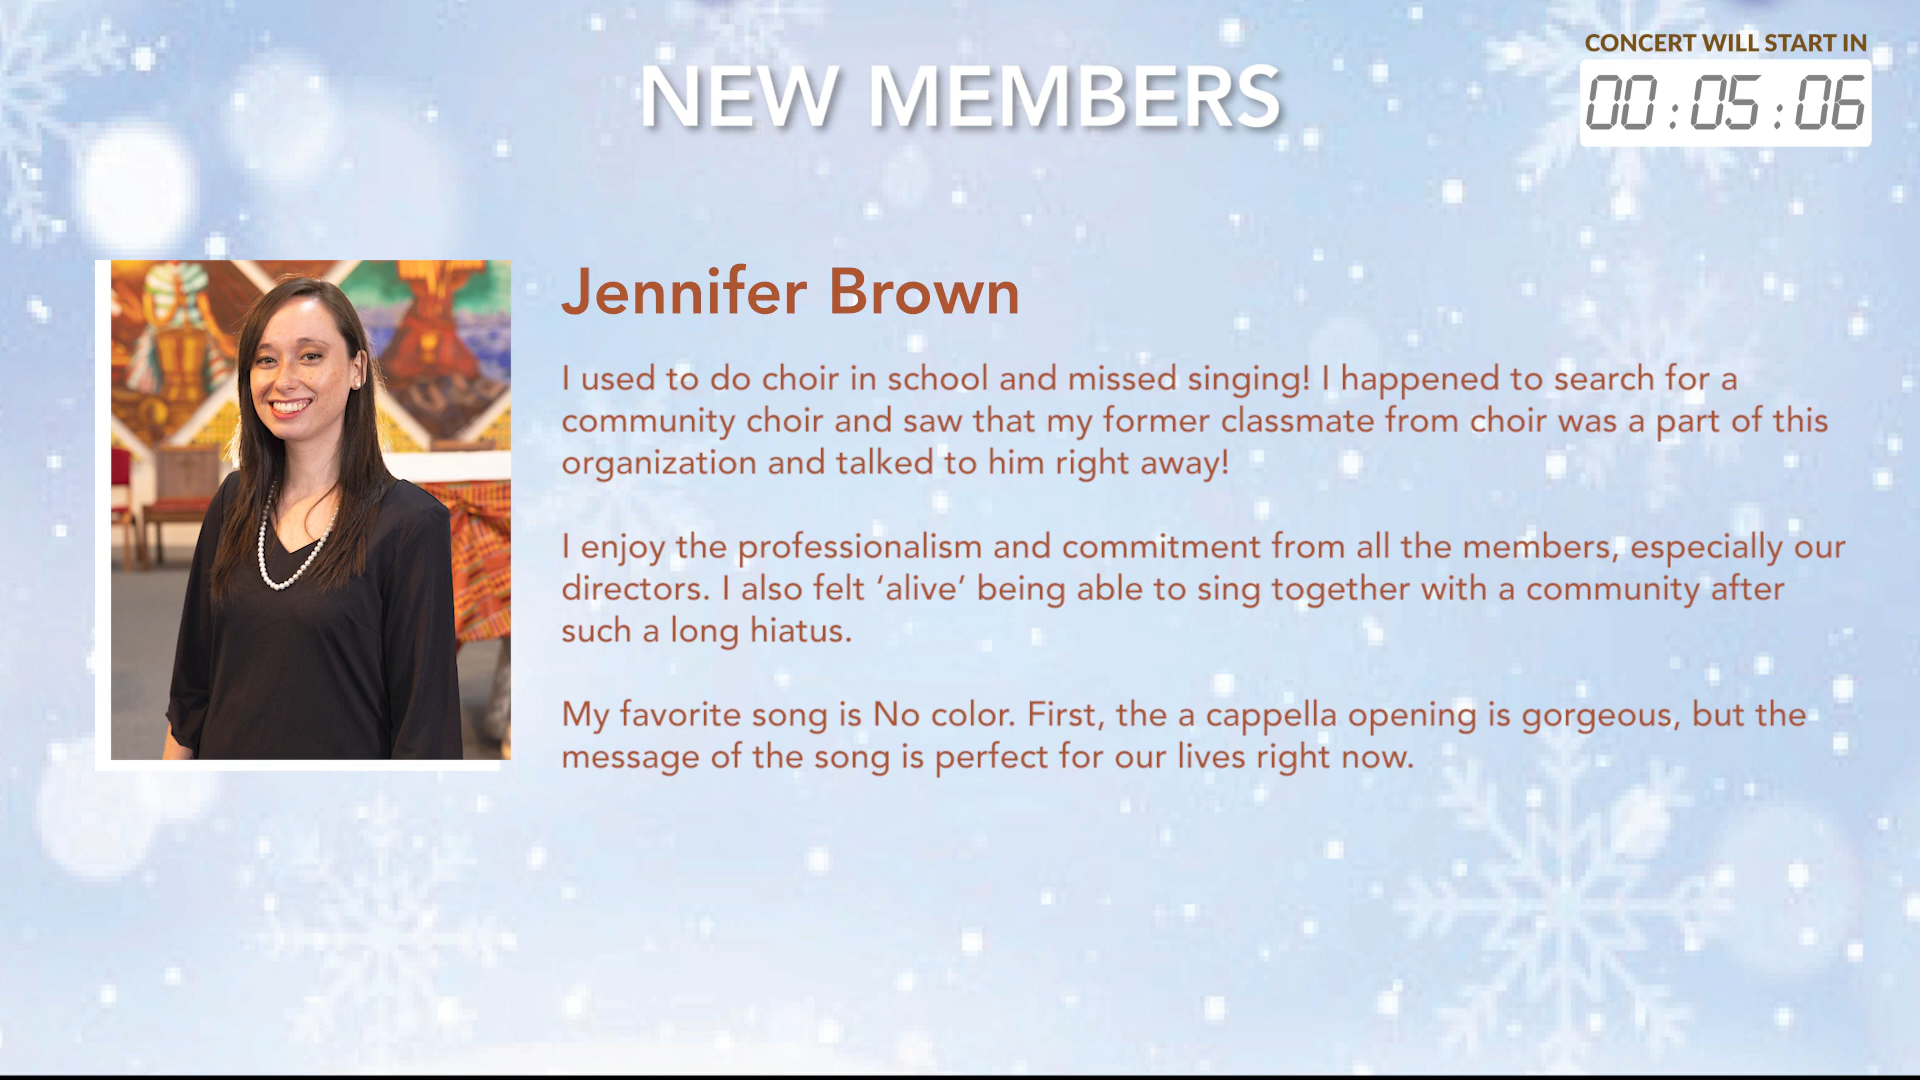 CONCERT WILL START IN
NEW MEMBERS
00:05:06
Jennifer Brown
I used to do choir in school and missed singing! I happened to search for a
community choir and saw that my former classmate from choir was a part of this
organization and talked to him right away!
I enjoy the professionalism and commitment from all the members, especially our
directors. I also felt ‘alive’ being able to sing together with a community after
such a long hiatus.
My favorite song is No color. First, the a cappella opening is gorgeous, but the
message of the song is perfect for our lives right now.